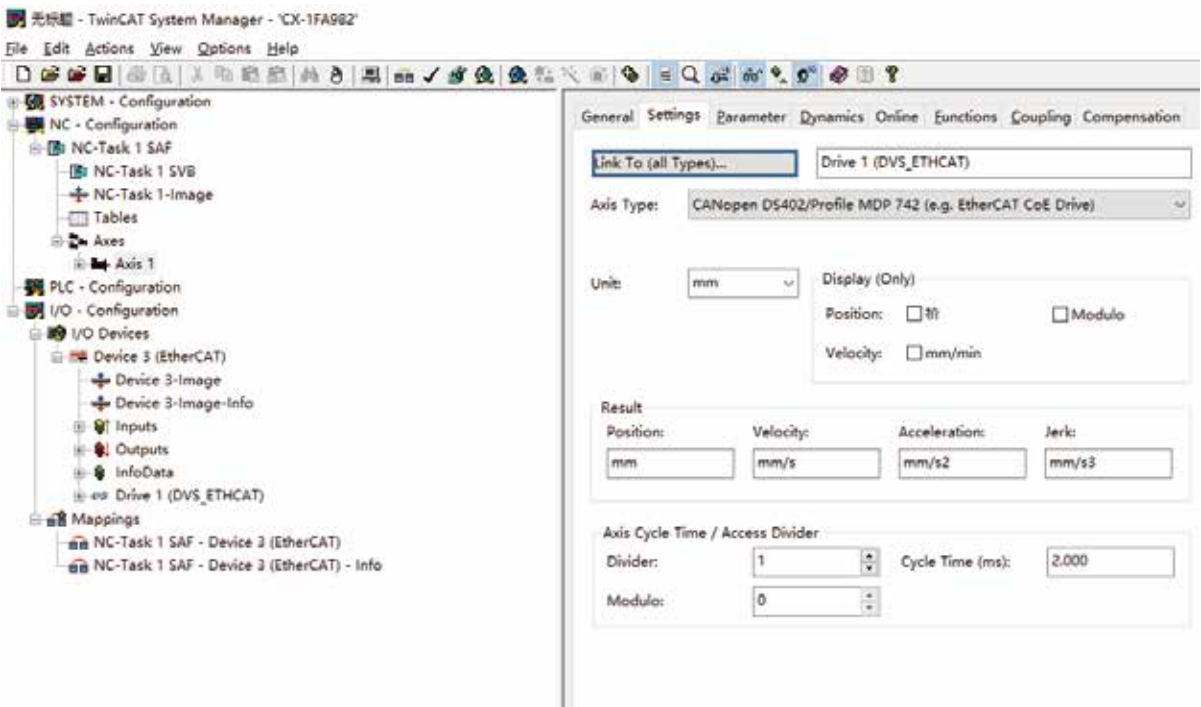 无标题 - TwinCAT System Manager - 'CX-1FA982'
File Edit Actions View Options Help
SYSTEM - Configuration
NC - Configuration
NC-Task 1 SAF
NC-Task 1 SVB
NC-Task 1-Image
Tables
Axes
Axis 1
PLC - Configuration
I/O - Configuration
I/O Devices
Device 3 (EtherCAT)
Device 3-Image
Device 3-Image-Info
Inputs
Outputs
InfoData
Drive 1 (DVS_ETHCAT)
Mappings
NC-Task 1 SAF - Device 3 (EtherCAT)
NC-Task 1 SAF - Device 3 (EtherCAT) - Info
General Settings Parameter Dynamics Online Functions Coupling Compensation
Link To (all Types)... Drive 1 (DVS_ETHCAT)
Axis Type: CANopen DS402/Profile MDP 742 (e.g. EtherCAT CoE Drive)
Unit: mm Display (Only)
Position: Modulo
Velocity: mm/min
Result
Position: Velocity: Acceleration: Jerk:
mm mm/s mm/s2 mm/s3
Axis Cycle Time / Access Divider
Divider: 1 Cycle Time (ms): 2.000
Modulo: 0